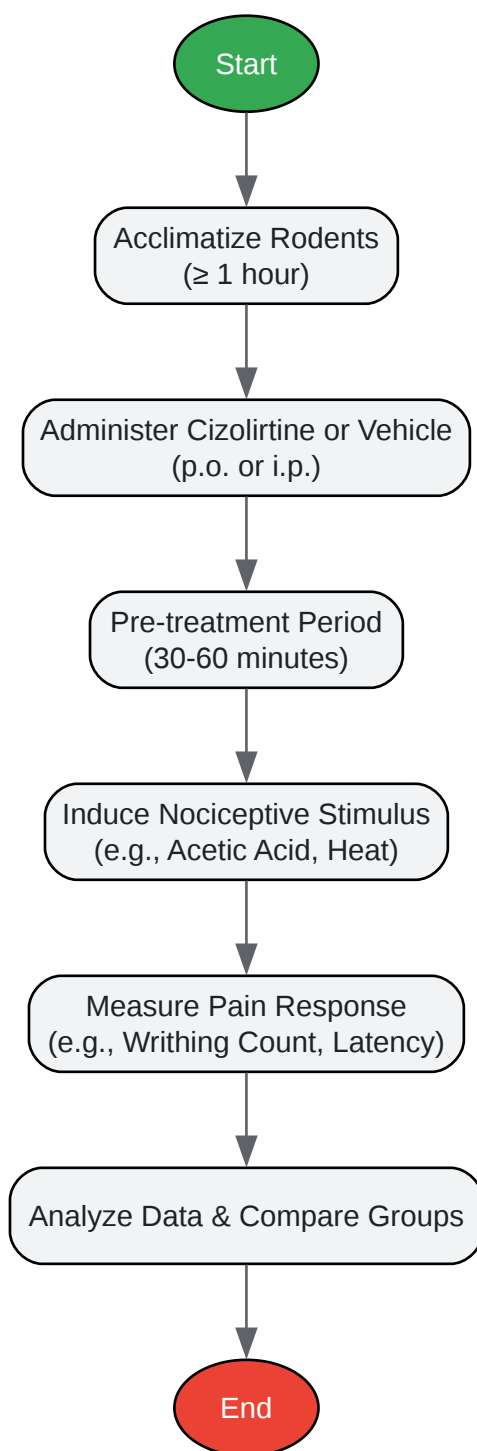 Start
Acclimatize Rodents
(≥ 1 hour)
Administer Cizolirtine or Vehicle
(p.o. or i.p.)
Pre-treatment Period
(30-60 minutes)
Induce Nociceptive Stimulus
(e.g., Acetic Acid, Heat)
Measure Pain Response
(e.g., Writhing Count, Latency)
Analyze Data & Compare Groups
End